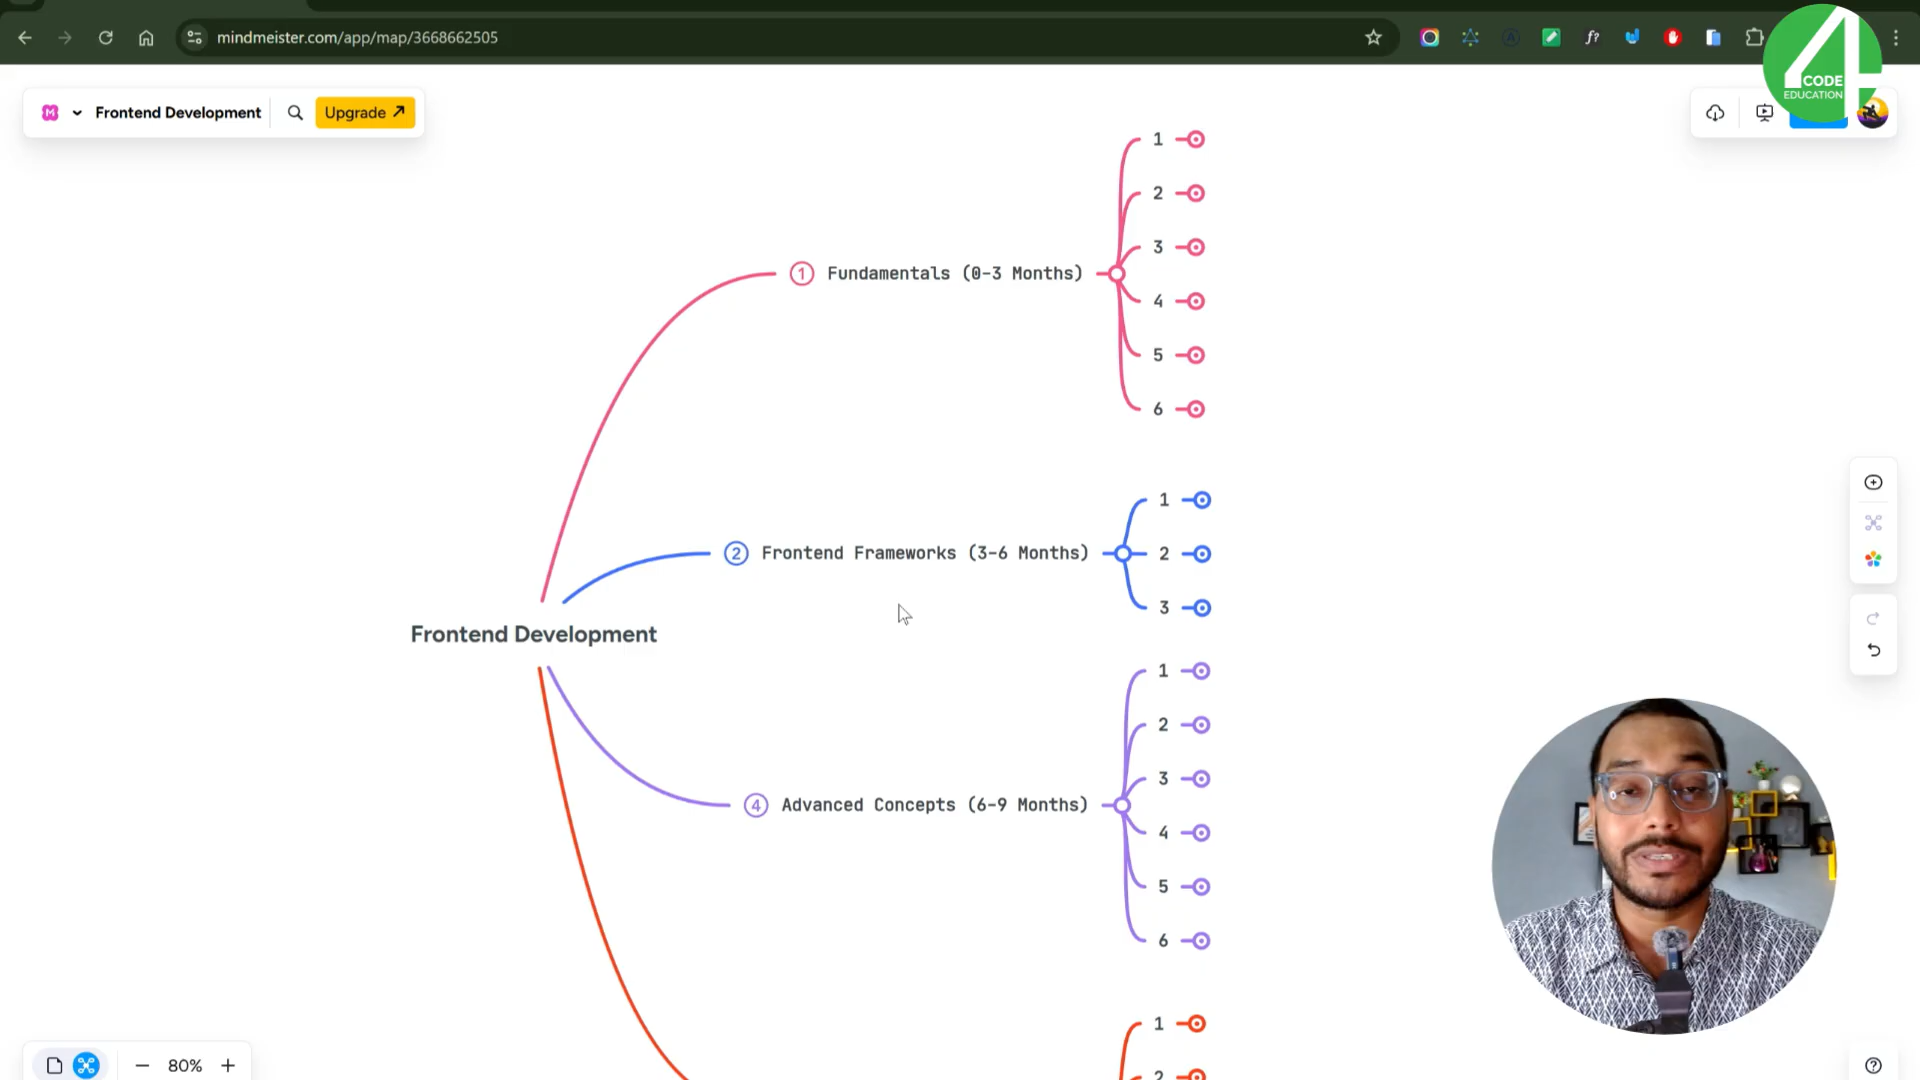 mindmeister.com/app/map/3668662505
f?
4
CODE
EDUCATION
M
Frontend Development
Upgrade
1
2
① Fundamentals (0-3 Months)
3
4
5
6
② Frontend Frameworks (3-6 Months)
1
2
3
Frontend Development
④ Advanced Concepts (6-9 Months)
1
2
3
4
5
6
1
2
80%